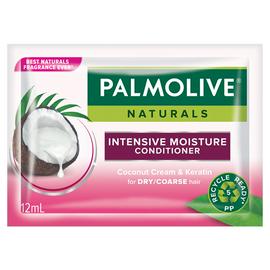 BEST NATURALS
FRAGRANCE EVER*
PALMOLIVE
NATURALS
INTENSIVE MOISTURE
CONDITIONER
Coconut Cream & Keratin
for DRY/COARSE hair
12mL
RECYCLE READY^
5
PP